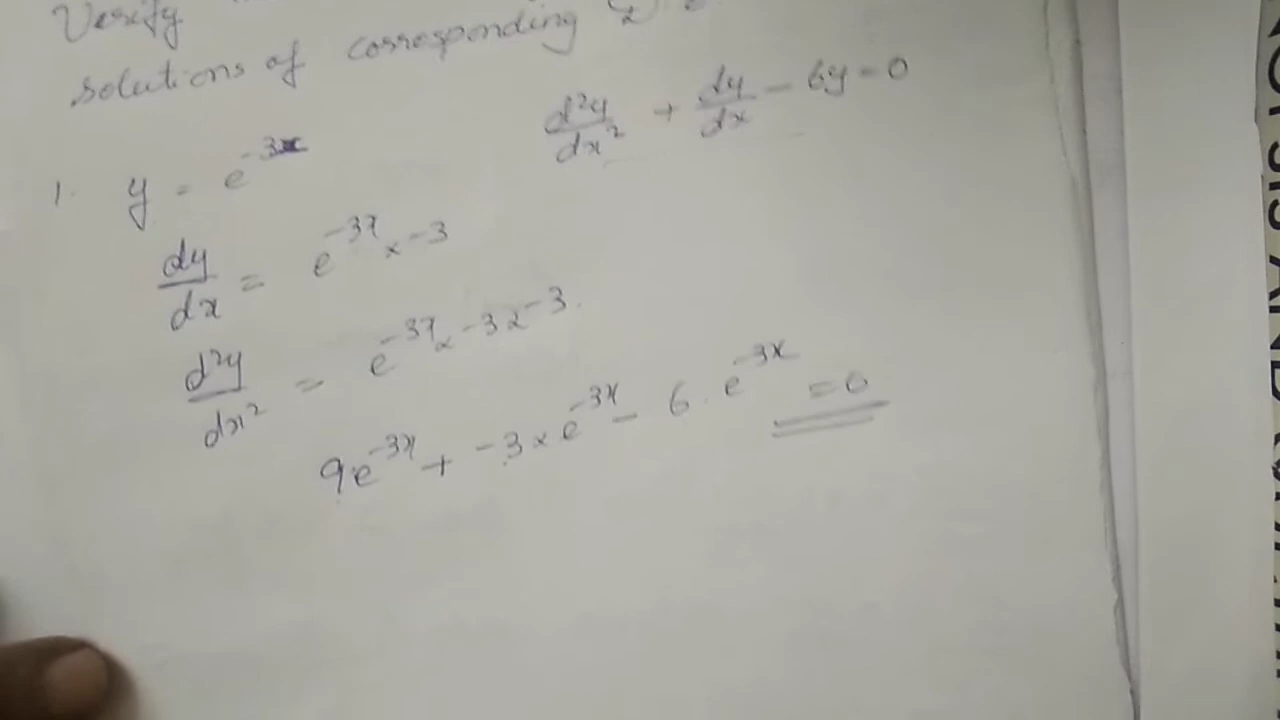 Verify
solutions of corresponding D.
d²y/dx² + dy/dx - 6y = 0
1. y = e^-3x
dy/dx = e^-3x × -3
d²y/dx² = e^-3x × -3 × -3.
9e^-3x + -3 × e^-3x - 6. e^-3x = 0